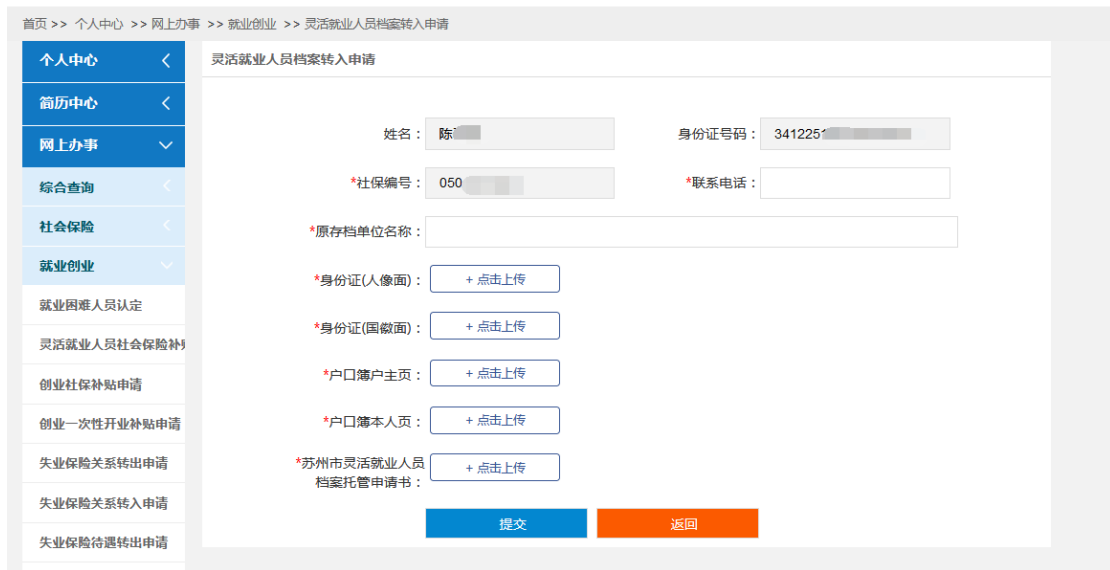 首页 >> 个人中心 >> 网上办事 >> 就业创业 >> 灵活就业人员档案转入申请
个人中心
简历中心
网上办事
综合查询
社会保险
就业创业
就业困难人员认定
灵活就业人员社会保险补贴
创业社保补贴申请
创业一次性开业补贴申请
失业保险关系转出申请
失业保险关系转入申请
失业保险待遇转出申请
灵活就业人员档案转入申请
姓名： 陈
身份证号码： 341225
*社保编号： 050
*联系电话：
*原存档单位名称：
*身份证(人像面)： + 点击上传
*身份证(国徽面)： + 点击上传
*户口簿户主页： + 点击上传
*户口簿本人页： + 点击上传
*苏州市灵活就业人员
档案托管申请书： + 点击上传
提交 返回